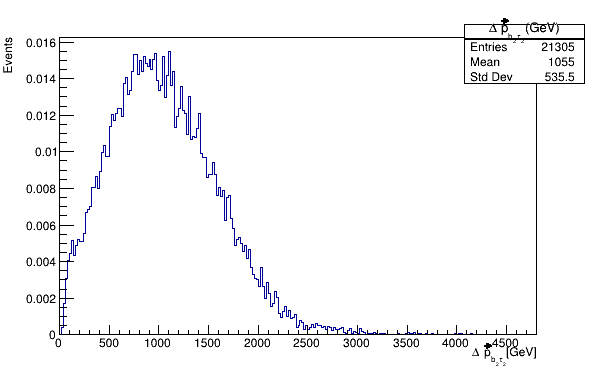 Δ p⃗ b₂τ₂ (GeV)
Entries 21305
Mean 1055
Std Dev 535.5
Events
0.016
0.014
0.012
0.01
0.008
0.006
0.004
0.002
0
0 500 1000 1500 2000 2500 3000 3500 4000 4500
Δ p⃗ b₂τ₂ [GeV]